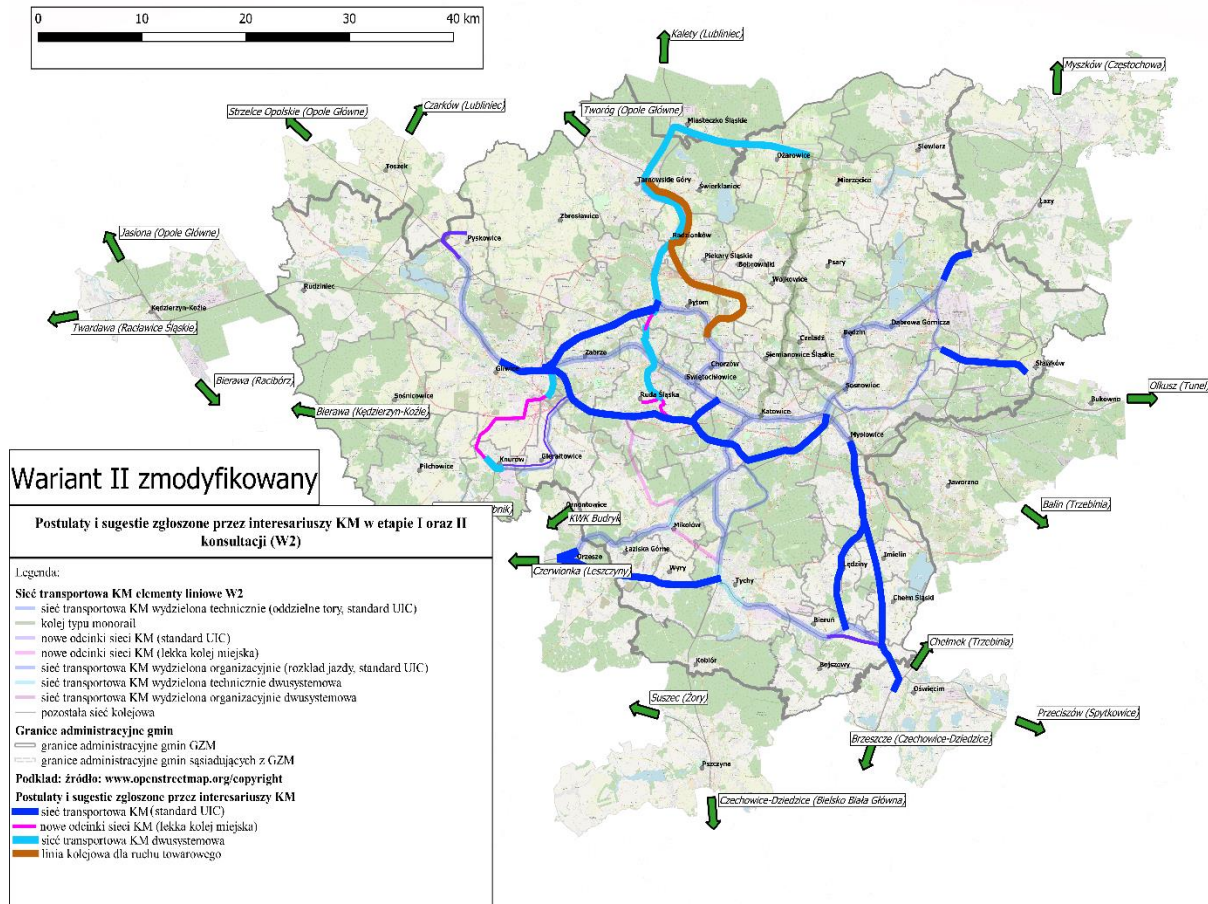 0 10 20 30 40 km
Kalety (Lubliniec)
Myszków (Częstochowa)
Strzelce Opolskie (Opole Główne)
Czarków (Lubliniec)
Tworóg (Opole Główne)
Miasteczko Śląskie
Ożarowice
Siewierz
Toszek
Tarnowskie Góry
Świerklaniec
Mierzęcice
Łazy
Zbrosławice
Jasiona (Opole Główne)
Pyskowice
Radzionków
Piekary Śląskie
Bobrowniki
Psary
Wojkowice
Rudziniec
Kędzierzyn-Koźle
Bytom
Twardawa (Racławice Śląskie)
Czeladź
Będzin
Dąbrowa Górnicza
Zabrze
Siemianowice Śląskie
Gliwice
Chorzów
Świętochłowice
Sosnowiec
Sławków
Bierawa (Racibórz)
Sośnicowice
Ruda Śląska
Katowice
Bukowno
Olkusz (Tunel)
Bierawa (Kędzierzyn-Koźle)
Mysłowice
Wariant II zmodyfikowany
Pilchowice
Knurów
Gierałtowice
Jaworzno
Ornontowice
KWK Budryk
Mikołów
Balin (Trzebinia)
Orzesze
Łaziska Górne
Imielin
Czerwionka (Leszczyny)
Wyry
Tychy
Lędziny
Chełm Śląski
Bieruń
Bojszowy
Chełmek (Trzebinia)
Kobiór
Oświęcim
Suszec (Żory)
Przeciszów (Spytkowice)
Brzeszcze (Czechowice-Dziedzice)
Pszczyna
Czechowice-Dziedzice (Bielsko Biała Główna)
Postulaty i sugestie zgłoszone przez interesariuszy KM w etapie I oraz II
konsultacji (W2)
Legenda:
Sieć transportowa KM elementy liniowe W2
sieć transportowa KM wydzielona technicznie (oddzielne tory, standard UIC)
kolej typu monorail
nowe odcinki sieci KM (standard UIC)
nowe odcinki sieci KM (lekka kolej miejska)
sieć transportowa KM wydzielona organizacyjnie (rozkład jazdy, standard UIC)
sieć transportowa KM wydzielona technicznie dwusystemowa
sieć transportowa KM wydzielona organizacyjnie dwusystemowa
pozostała sieć kolejowa
Granice administracyjne gmin
granice administracyjne gmin GZM
granice administracyjne gmin sąsiadujących z GZM
Podkład: źródło: www.openstreetmap.org/copyright
Postulaty i sugestie zgłoszone przez interesariuszy KM
sieć transportowa KM (standard UIC)
nowe odcinki sieci KM (lekka kolej miejska)
sieć transportowa KM dwusystemowa
linia kolejowa dla ruchu towarowego